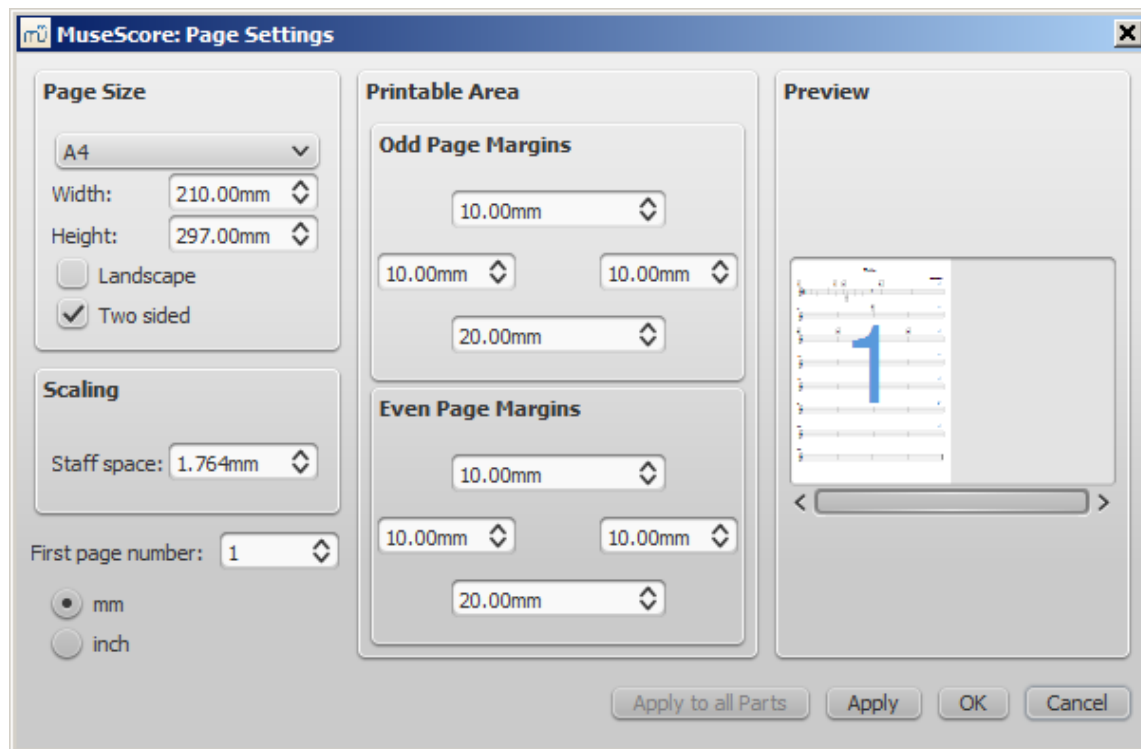 MuseScore: Page Settings
Page Size
A4
Width: 210.00mm
Height: 297.00mm
Landscape
Two sided
Scaling
Staff space: 1.764mm
First page number: 1
mm
inch
Printable Area
Odd Page Margins
10.00mm
10.00mm 10.00mm
20.00mm
Even Page Margins
10.00mm
10.00mm 10.00mm
20.00mm
Preview
1
Apply to all Parts Apply OK Cancel